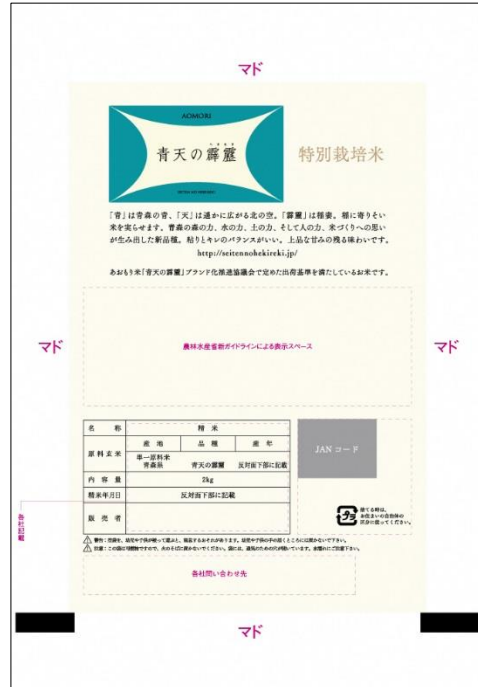 マド
AOMORI
青天の霹靂
SEITEN NO HEKIREKI
特別栽培米
「青」は青森の青、「天」は遥かに広がる北の空。「霹靂」は稲妻。稲に寄りそい
米を実らせます。青森の森の力、水の力、土の力、そして人の力、米づくりへの思い
が生み出した新品種。粘りとキレのバランスがいい。上品な甘みの残る味わいです。
http://seitennohekireki.jp/
あおもり米「青天の霹靂」ブランド化推進協議会で定めた出荷基準を満たしているお米です。
マド
農林水産省新ガイドラインによる表示スペース
マド
名 称 精 米
原料玄米 産 地 品 種 産 年
単一原料米
青森県 青天の霹靂 反対面下部に記載
内 容 量 2kg
精米年月日 反対面下部に記載
販 売 者
JAN コード
各社記載
プラ
捨てる時は、
お住まいの自治体の
区分に従ってください。
各社問い合わせ先
マド